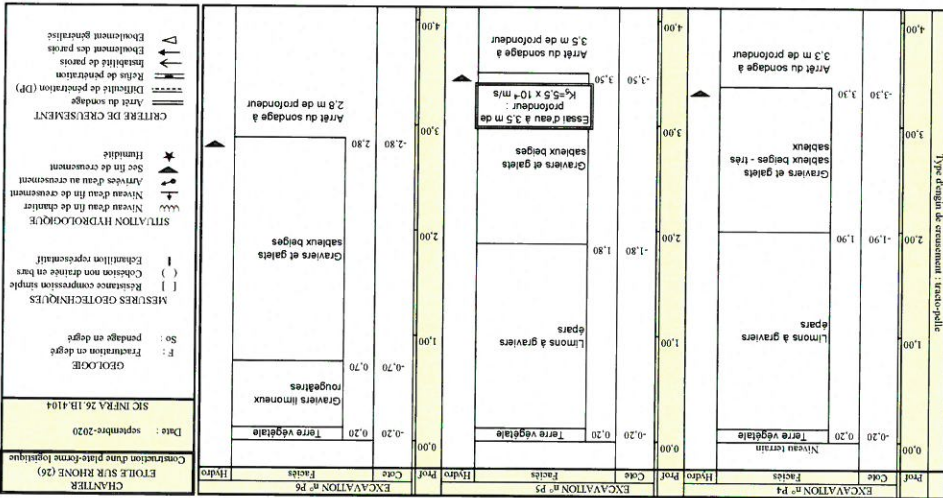 Type d'engin de creusement : tracto-pelle
EXCAVATION n° P4
Prof
Cote
Faciès
Hydro
Niveau terrain
0,00
1,00
2,00
3,00
4,00
-0,20
0,20
Terre végétale
Limons à graviers
épars
-1,90
1,90
Graviers et galets
sableux beiges - très
sableux
-3,30
3,30
Arrêt du sondage à
3.3 m de profondeur
EXCAVATION n° P5
Prof
Cote
Faciès
Hydro
0,00
1,00
2,00
3,00
4,00
-0,20
0,20
Terre végétale
Limons à graviers
épars
-1,80
1,80
Graviers et galets
sableux beiges
Essai d'eau à 3.5 m de
profondeur :
K₆=5.5 x 10⁻⁴ m/s
-3,50
3,50
Arrêt du sondage à
3.5 m de profondeur
EXCAVATION n° P6
Prof
Cote
Faciès
Hydro
0,00
1,00
2,00
3,00
4,00
-0,20
0,20
Terre végétale
Graviers limoneux
rougeâtres
-0,70
0,70
Graviers et galets
sableux beiges
-2,80
2,80
Arrêt du sondage à
2.8 m de profondeur
CHANTIER
ETOILE SUR RHONE (26)
Construction d'une plate-forme logistique
Date : septembre-2020
SIC INFRA 26.1B.4104
GEOLOGIE
F : Fracturation en degré
So : pendage en degré
MESURES GEOTECHNIQUES
[ ] Résistance compression simple
( ) Cohésion non drainée en bars
Echantillon représentatif
SITUATION HYDROLOGIQUE
Niveau d'eau fin de chantier
Niveau d'eau fin de creusement
Arrivées d'eau au creusement
Sec fin de creusement
Humidité
CRITERE DE CREUSEMENT
Arrêt du sondage
Difficulté de pénétration (DP)
Refus de pénétration
Instabilité de parois
Eboulement des parois
Eboulement généralisé